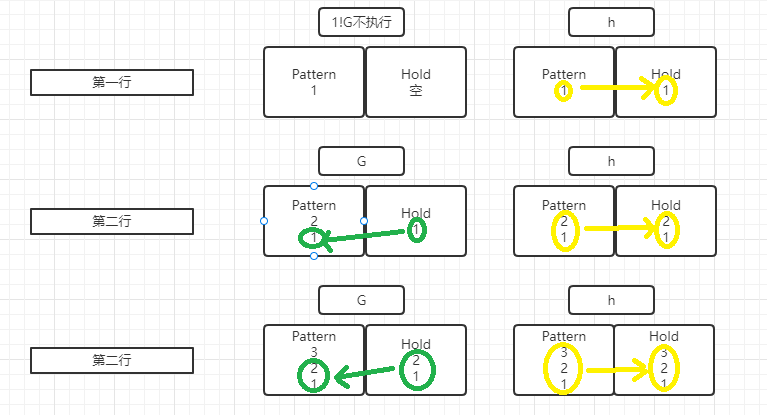 1!G不执行
h
第一行
Pattern
1
Hold
空
Pattern
1
Hold
1
G
h
第二行
Pattern
2
1
Hold
1
Pattern
2
1
Hold
2
1
G
h
第二行
Pattern
3
2
1
Hold
2
1
Pattern
3
2
1
Hold
3
2
1